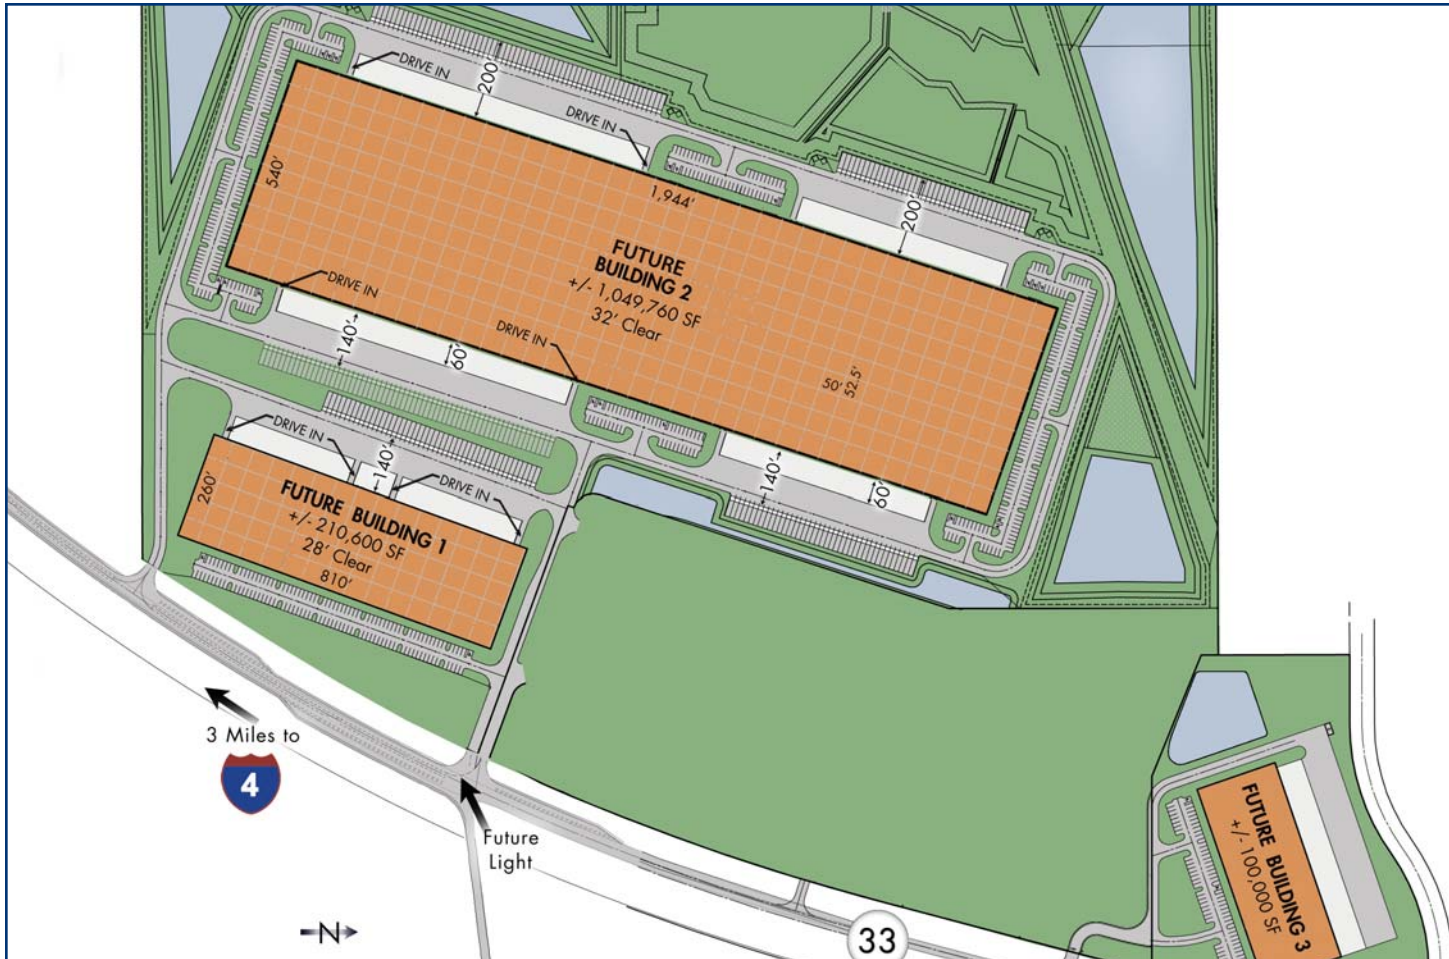 DRIVE IN
200'
DRIVE IN
540'
1,944'
200'
FUTURE
BUILDING 2
+/- 1,049,760 SF
32' Clear
DRIVE IN
140'
60'
DRIVE IN
50'
52.5'
140'
60'
DRIVE IN
140'
DRIVE IN
260'
FUTURE BUILDING 1
+/- 210,600 SF
28' Clear
810'
3 Miles to
4
Future
Light
N
33
FUTURE BUILDING 3
+/- 100,000 SF